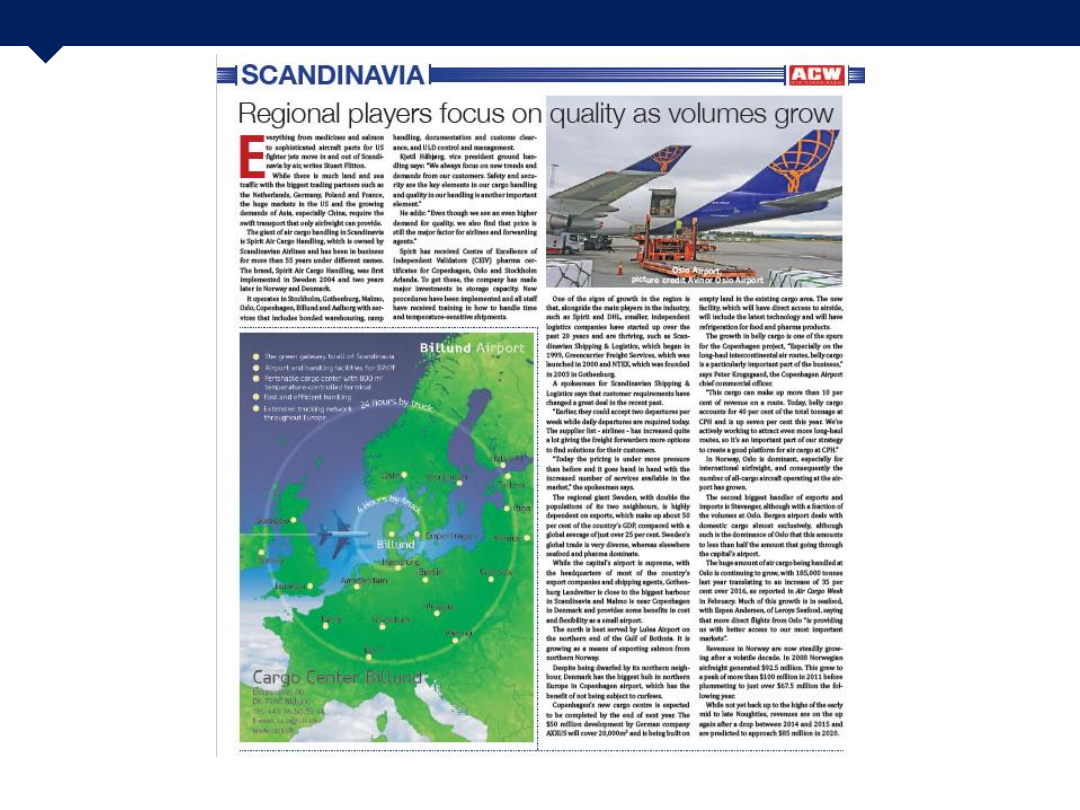 SCANDINAVIA
ACW
Regional players focus on quality as volumes grow
Everything from medicines and salmon
to sophisticated aircraft parts for US
fighter jets move in and out of Scandi-
navia by air, writes Stuart Flitton.
While there is much land and sea
traffic with the biggest trading partners such as
the Netherlands, Germany, Poland and France,
the huge markets in the US and the growing
demands of Asia, especially China, require the
swift transport that only airfreight can provide.
The giant of air cargo handling in Scandinavia
is Spirit Air Cargo Handling, which is owned by
Scandinavian Airlines and has been in business
for more than 55 years under different names.
The brand, Spirit Air Cargo Handling, was first
implemented in Sweden 2004 and two years
later in Norway and Denmark.
It operates in Stockholm, Gothenburg, Malmo,
Oslo, Copenhagen, Billund and Aalborg with ser-
vices that includes bonded warehousing, ramp
handling, documentation and customs clear-
ance, and ULD control and management.
Kjetil Håbjørg, vice president ground han-
dling says: "We always focus on new trends and
demands from our customers. Safety and secu-
rity are the key elements in our cargo handling
and quality in our handling is another important
element."
He adds: "Even though we see an even higher
demand for quality, we also find that price is
still the major factor for airlines and forwarding
agents."
Spirit has received Centre of Excellence of
Independent Validators (CEIV) pharma cer-
tificates for Copenhagen, Oslo and Stockholm
Arlanda. To get these, the company has made
major investments in storage capacity. New
procedures have been implemented and all staff
have received training in how to handle time
and temperature-sensitive shipments.
Oslo Airport,
picture credit Avinor Oslo Airport
One of the signs of growth in the region is
that, alongside the main players in the industry,
such as Spirit and DHL, smaller, independent
logistics companies have started up over the
past 20 years and are thriving, such as Scan-
dinavian Shipping & Logistics, which began in
1999, Greencarrier Freight Services, which was
launched in 2000 and NTEX, which was founded
in 2003 in Gothenburg.
A spokesman for Scandinavian Shipping &
Logistics says that customer requirements have
changed a great deal in the recent past.
"Earlier, they could accept two departures per
week while daily departures are required today.
The supplier list - airlines - has increased quite
a lot giving the freight forwarders more options
to find solutions for their customers.
"Today the pricing is under more pressure
than before and it goes hand in hand with the
increased number of services available in the
market," the spokesman says.
The regional giant Sweden, with double the
populations of its two neighbours, is highly
dependent on exports, which make up about 50
per cent of the country's GDP, compared with a
global average of just over 25 per cent. Sweden's
global trade is very diverse, whereas elsewhere
seafood and pharma dominate.
While the capital's airport is supreme, with
the headquarters of most of the country's
export companies and shipping agents, Gothen-
burg Landvetter is close to the biggest harbour
in Scandinavia and Malmo is near Copenhagen
in Denmark and provides some benefits in cost
and flexibility as a small airport.
The north is best served by Lulea Airport on
the northern end of the Gulf of Bothnia. It is
growing as a means of exporting salmon from
northern Norway.
Despite being dwarfed by its northern neigh-
bour, Denmark has the biggest hub in northern
Europe in Copenhagen airport, which has the
benefit of not being subject to curfews.
Copenhagen's new cargo centre is expected
to be completed by the end of next year. The
$50 million development by German company
AXXUS will cover 20,000m² and is being built on
empty land in the existing cargo area. The new
facility, which will have direct access to airside,
will include the latest technology and will have
refrigeration for food and pharma products.
The growth in belly cargo is one of the spurs
for the Copenhagen project, "Especially on the
long-haul intercontinental air routes, belly cargo
is a particularly important part of the business,"
says Peter Krogsgaard, the Copenhagen Airport
chief commercial officer.
"This cargo can make up more than 10 per
cent of revenue on a route. Today, belly cargo
accounts for 40 per cent of the total tonnage at
CPH and is up seven per cent this year. We're
actively working to attract even more long-haul
routes, so it's an important part of our strategy
to create a good platform for air cargo at CPH."
In Norway, Oslo is dominant, especially for
international airfreight, and consequently the
number of all-cargo aircraft operating at the air-
port has grown.
The second biggest handler of exports and
imports is Stavanger, although with a fraction of
the volumes at Oslo. Bergen airport deals with
domestic cargo almost exclusively, although
such is the dominance of Oslo that this amounts
to less than half the amount that going through
the capital's airport.
The huge amount of air cargo being handled at
Oslo is continuing to grow, with 185,000 tonnes
last year translating to an increase of 35 per
cent over 2016, as reported in Air Cargo Week
in February. Much of this growth is in seafood,
with Espen Andersen, of Leroys Seafood, saying
that more direct flights from Oslo "is providing
us with better access to our most important
markets".
Revenues in Norway are now steadily grow-
ing after a volatile decade. In 2008 Norwegian
airfreight generated $92.5 million. This grew to
a peak of more than $100 million in 2011 before
plummeting to just over $67.5 million the fol-
lowing year.
While not yet back up to the highs of the early
mid to late Noughties, revenues are on the up
again after a drop between 2014 and 2015 and
are predicted to approach $85 million in 2020.
Billund Airport
The green gateway to all of Scandinavia
Airport and handling facilities for B747F
Perishable cargo center with 800 m²
temperature-controlled terminal
Fast and efficient handling
Extensive trucking network
throughout Europe
24 Hours by truck
4 Hours by truck
Oslo
Billund
Copenhagen
Hamburg
Berlin
Amsterdam
Paris
Cargo Center Billund